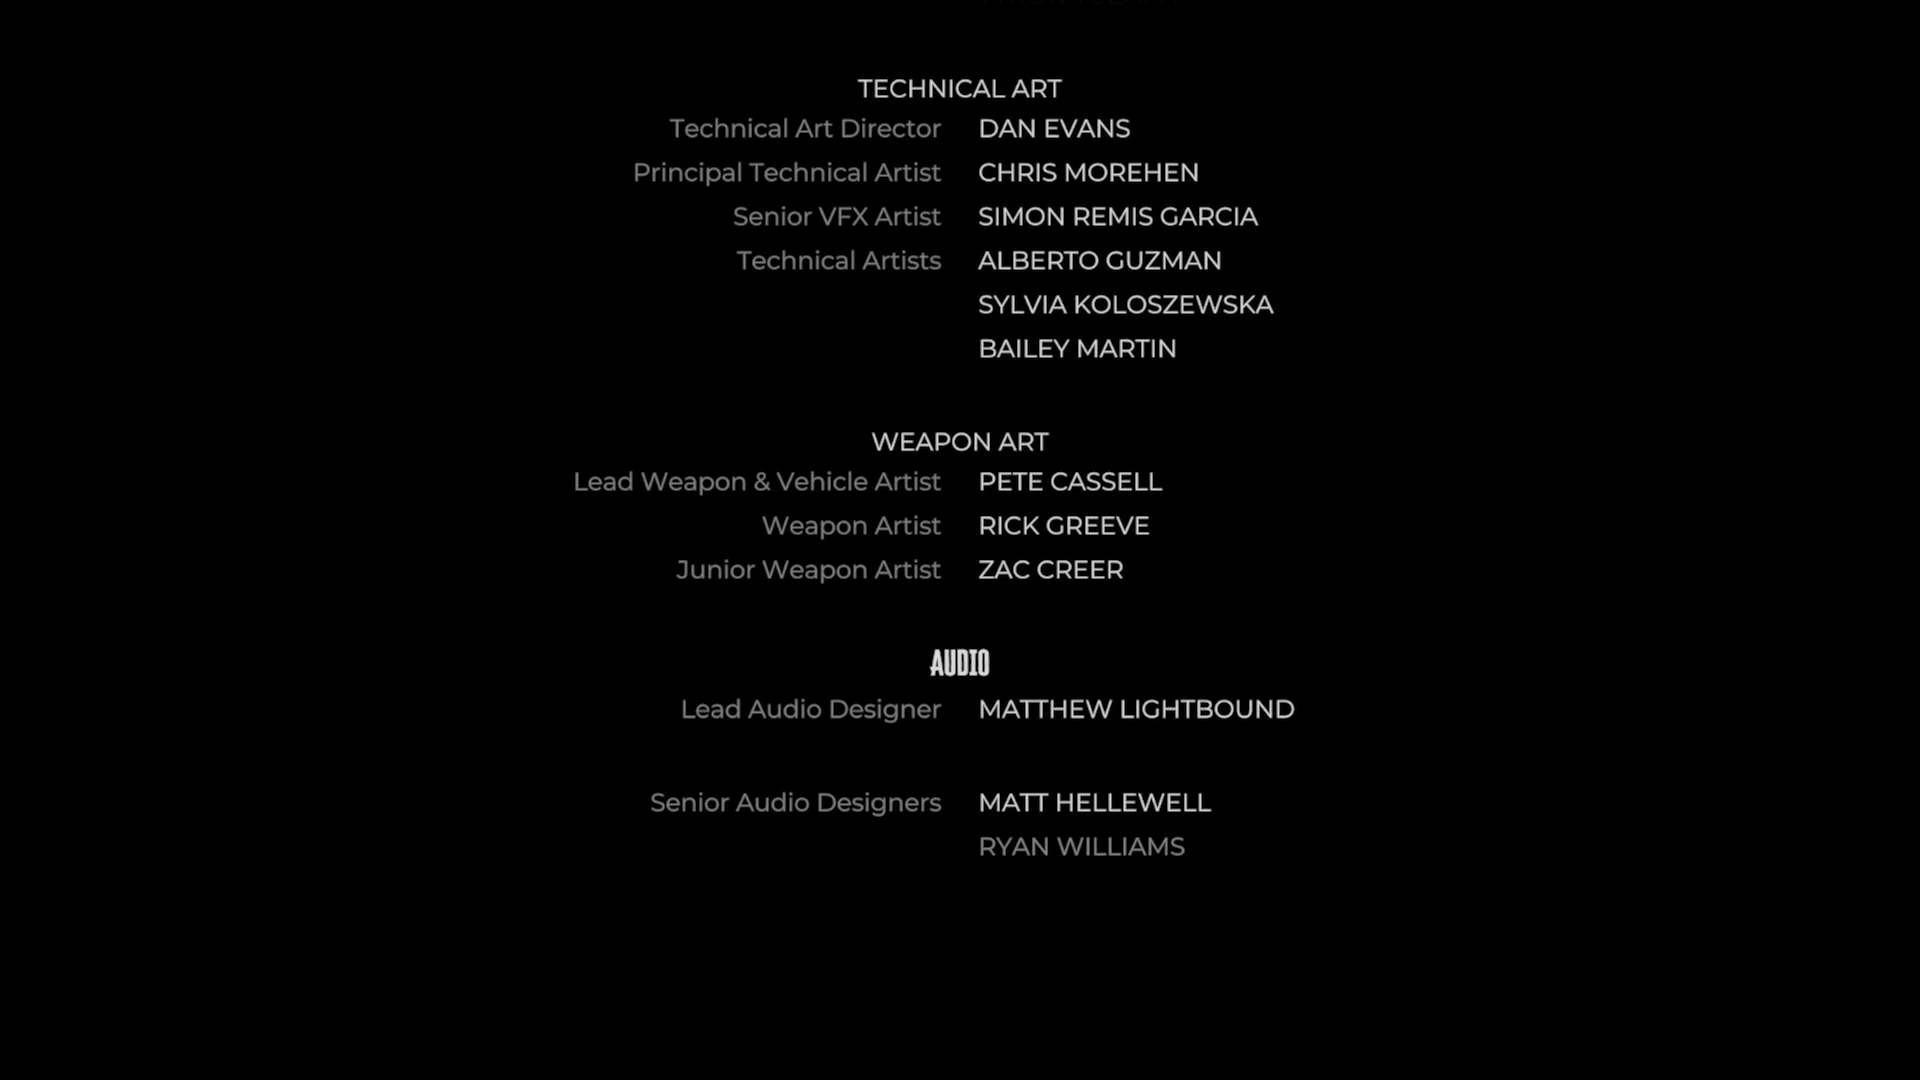 TECHNICAL ART
Technical Art Director DAN EVANS
Principal Technical Artist CHRIS MOREHEN
Senior VFX Artist SIMON REMIS GARCIA
Technical Artists ALBERTO GUZMAN
SYLVIA KOLOSZEWSKA
BAILEY MARTIN
WEAPON ART
Lead Weapon & Vehicle Artist PETE CASSELL
Weapon Artist RICK GREEVE
Junior Weapon Artist ZAC CREER
AUDIO
Lead Audio Designer MATTHEW LIGHTBOUND
Senior Audio Designers MATT HELLEWELL
RYAN WILLIAMS